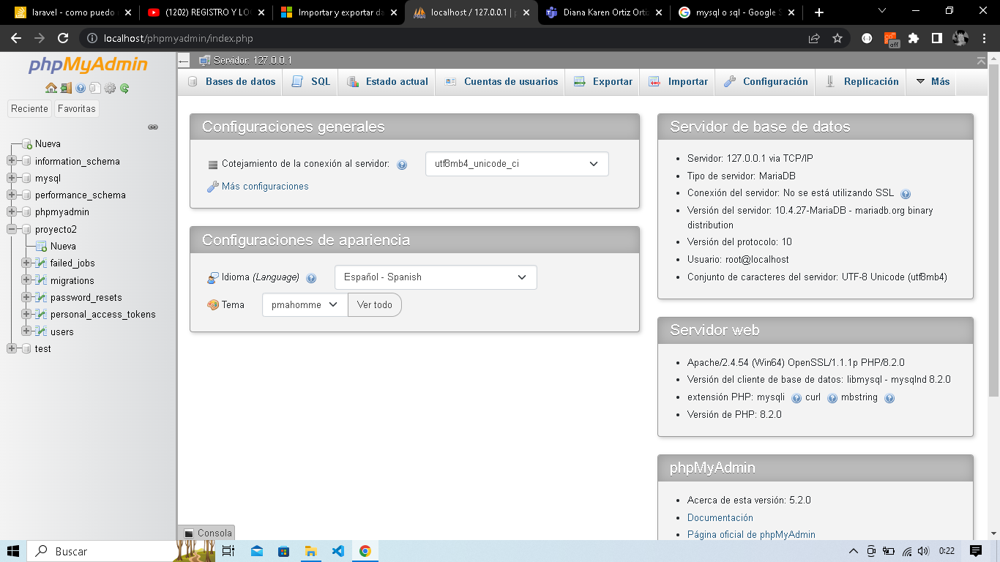 laravel - como puedo
(1202) REGISTRO Y LO
Importar y exportar da
localhost / 127.0.0.1 | p
Diana Karen Ortiz Orti
mysql o sql - Google S
localhost/phpmyadmin/index.php
off
phpMyAdmin
Reciente
Favoritas
Nueva
information_schema
mysql
performance_schema
phpmyadmin
proyecto2
Nueva
failed_jobs
migrations
password_resets
personal_access_tokens
users
test
Servidor: 127.0.0.1
Bases de datos
SQL
Estado actual
Cuentas de usuarios
Exportar
Importar
Configuración
Replicación
Más
Configuraciones generales
Cotejamiento de la conexión al servidor:
utf8mb4_unicode_ci
Más configuraciones
Configuraciones de apariencia
Idioma (Language)
Español - Spanish
Tema
pmahomme
Ver todo
Servidor de base de datos
Servidor: 127.0.0.1 via TCP/IP
Tipo de servidor: MariaDB
Conexión del servidor: No se está utilizando SSL
Versión del servidor: 10.4.27-MariaDB - mariadb.org binary
distribution
Versión del protocolo: 10
Usuario: root@localhost
Conjunto de caracteres del servidor: UTF-8 Unicode (utf8mb4)
Servidor web
Apache/2.4.54 (Win64) OpenSSL/1.1.1p PHP/8.2.0
Versión del cliente de base de datos: libmysql - mysqlnd 8.2.0
extensión PHP: mysqli curl mbstring
Versión de PHP: 8.2.0
phpMyAdmin
Acerca de esta versión: 5.2.0
Documentación
Página oficial de phpMyAdmin
Consola
Buscar
0:22